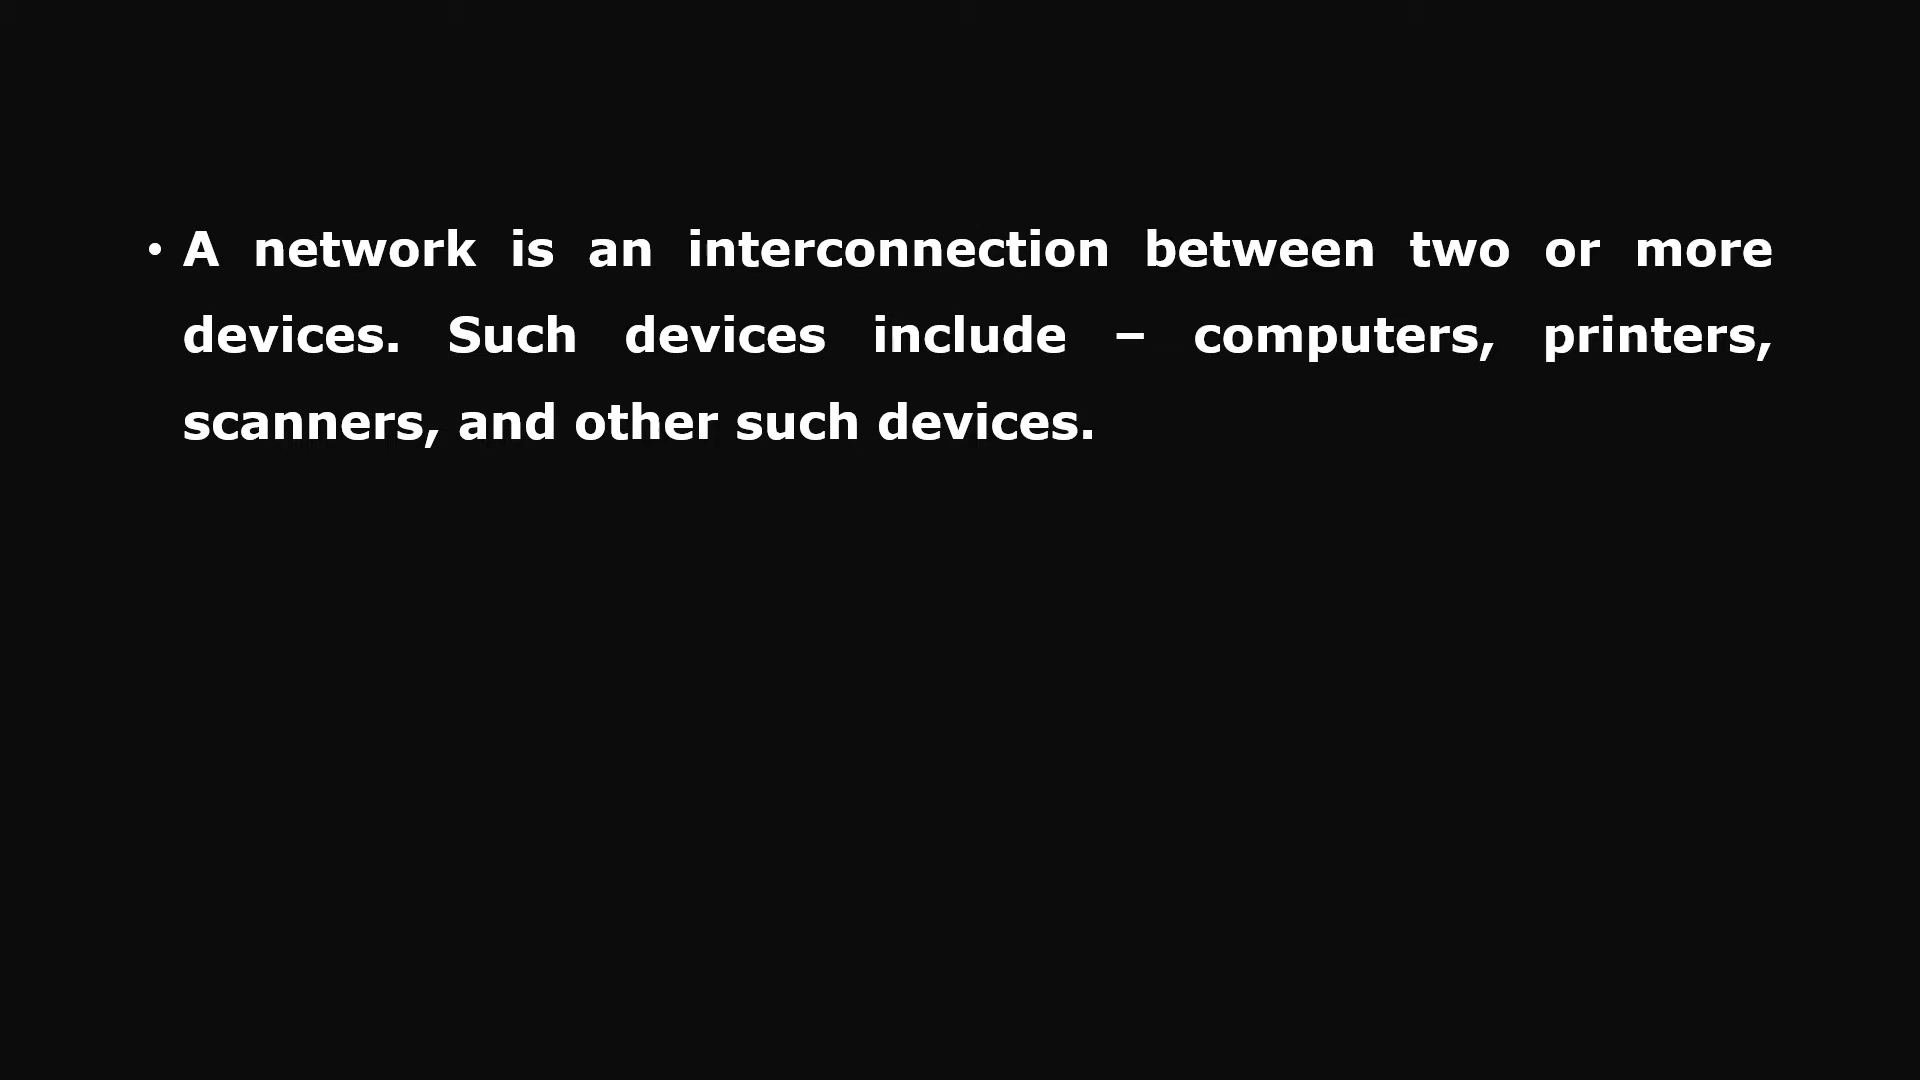 • A network is an interconnection between two or more
devices. Such devices include – computers, printers,
scanners, and other such devices.